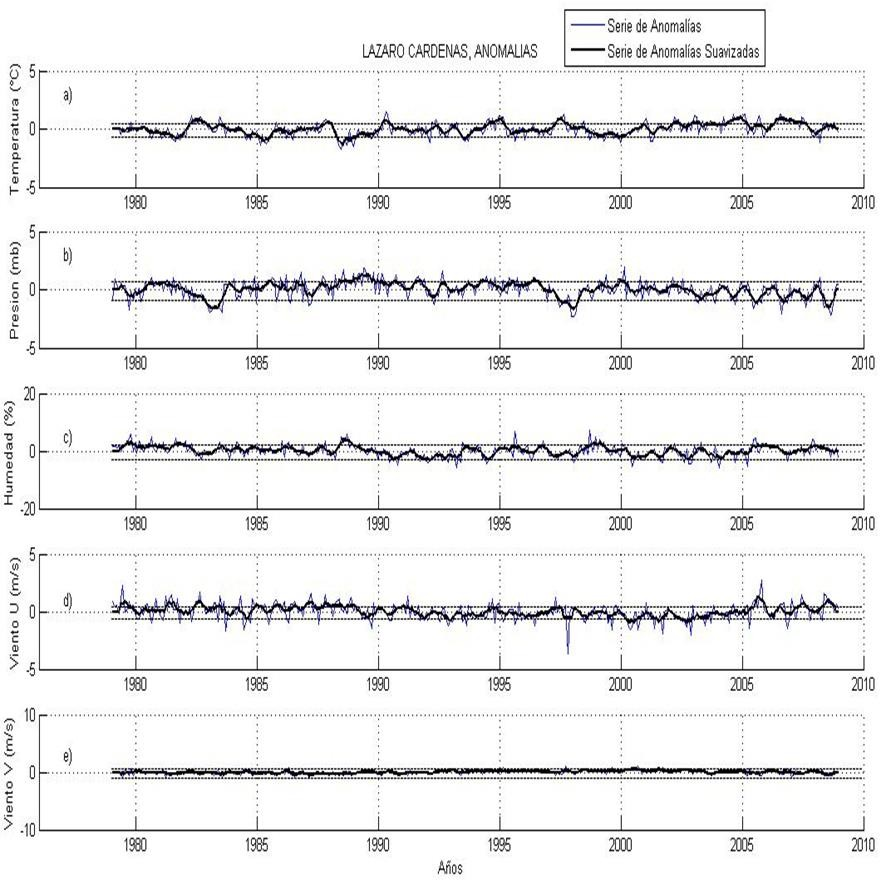 Serie de Anomalías
Serie de Anomalías Suavizadas
LAZARO CARDENAS, ANOMALIAS
a)
Temperatura (°C)
5
0
-5
1980 1985 1990 1995 2000 2005 2010
b)
Presion (mb)
5
0
-5
1980 1985 1990 1995 2000 2005 2010
c)
Humedad (%)
20
0
-20
1980 1985 1990 1995 2000 2005 2010
d)
Viento U (m/s)
5
0
-5
1980 1985 1990 1995 2000 2005 2010
e)
Viento V (m/s)
10
0
-10
1980 1985 1990 1995 2000 2005 2010
Años